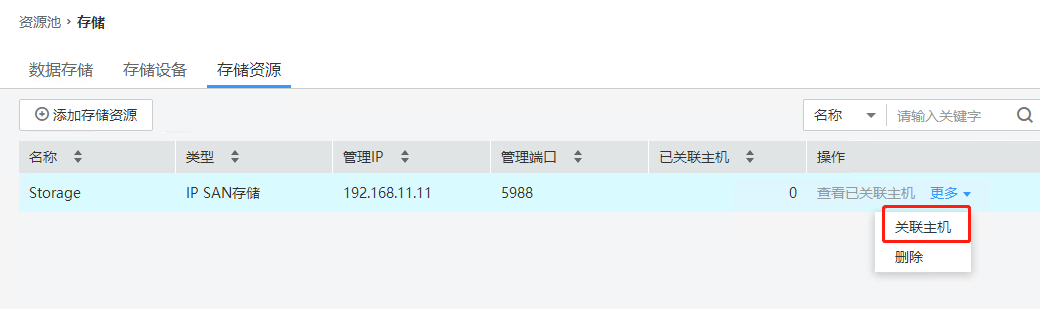 资源池 › 存储
数据存储 存储设备 存储资源
添加存储资源 名称 请输入关键字
名称 类型 管理IP 管理端口 已关联主机 操作
Storage IP SAN存储 192.168.11.11 5988 0 查看已关联主机 更多
关联主机
删除